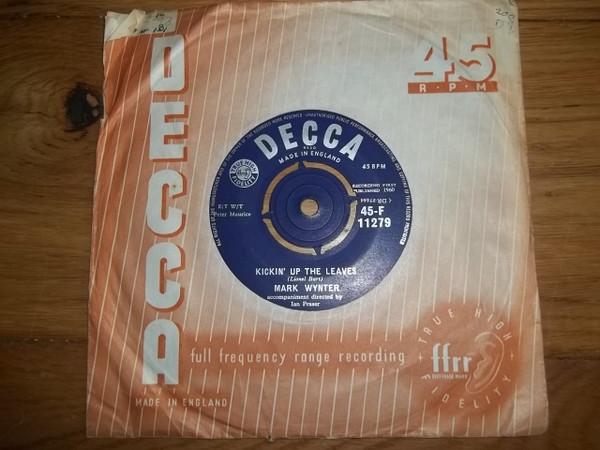 DECCA
45
R·P·M
DECCA
REGD
MADE IN ENGLAND
45 RPM
RECORDING FIRST
PUBLISHED 1960
E/T W/T
Peter Maurice
45-F
11279
KICKIN' UP THE LEAVES
(Lionel Bart)
MARK WYNTER
accompaniment directed by
Ian Fraser
full frequency range recording
TRUE HIGH
ffrr
FIDELITY
MADE IN ENGLAND